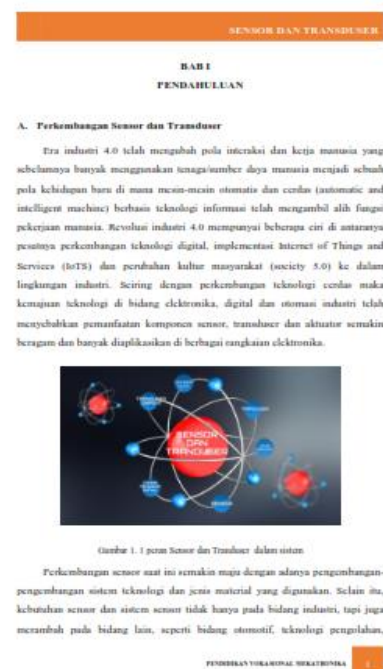 SENSOR DAN TRANSDUSER
BAB I
PENDAHULUAN
A. Perkembangan Sensor dan Transduser
Era industri 4.0 telah mengubah pola interaksi dan kerja manusia yang
sebelumnya banyak menggunakan tenaga/sumber daya manusia menjadi sebuah
pola kehidupan baru di mana mesin-mesin otomatis dan cerdas (automatic and
intelligent machine) berbasis teknologi informasi telah mengambil alih fungsi
pekerjaan manusia. Revolusi industri 4.0 mempunyai beberapa ciri di antaranya
pesatnya perkembangan teknologi digital, implementasi Internet of Things and
Services (IoTS) dan perubahan kultur masyarakat (society 5.0) ke dalam
lingkungan industri. Seiring dengan perkembangan teknologi cerdas maka
kemajuan teknologi di bidang elektronika, digital dan otomasi industri telah
menyebabkan pemanfaatan komponen sensor, transduser dan aktuator semakin
beragam dan banyak diaplikasikan di berbagai rangkaian elektronika.
SENSOR
DAN
TRANDUSER
Gambar 1. 1 peran Sensor dan Tranduser dalam sistem
Perkembangan sensor saat ini semakin maju dengan adanya pengembangan-
pengembangan sistem teknologi dan jenis material yang digunakan. Selain itu,
kebutuhan sensor dan sistem sensor tidak hanya pada bidang industri, tapi juga
merambah pada bidang lain, seperti bidang otomotif, teknologi pengolahan,
PENDIDIKAN VOKASIONAL MEKATRONIKA